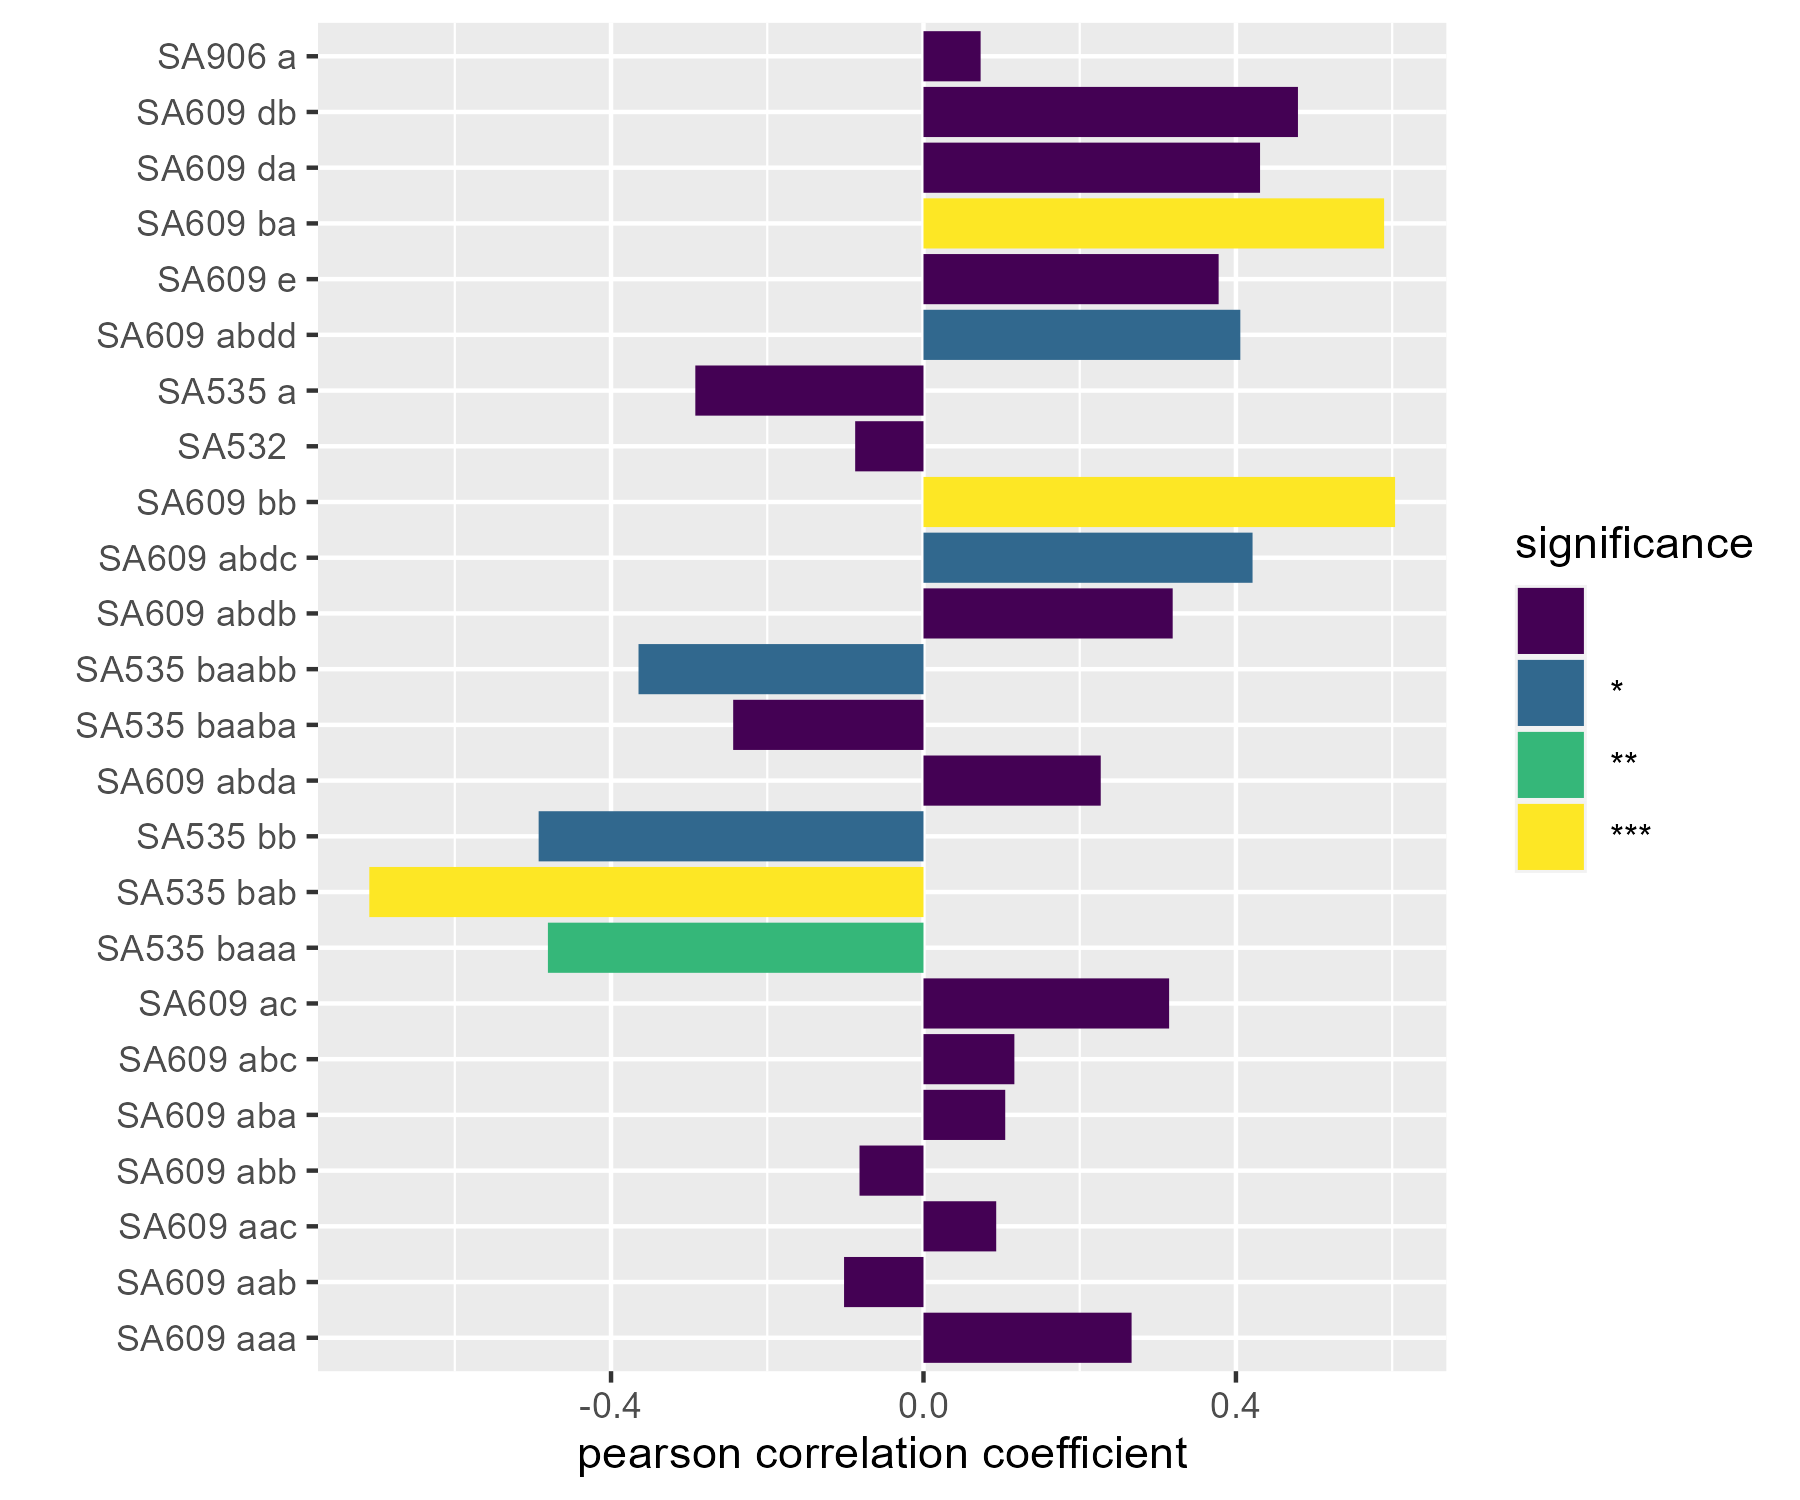 SA906 a
SA609 db
SA609 da
SA609 ba
SA609 e
SA609 abdd
SA535 a
SA532
SA609 bb
SA609 abdc
SA609 abdb
SA535 baabb
SA535 baaba
SA609 abda
SA535 bb
SA535 bab
SA535 baaa
SA609 ac
SA609 abc
SA609 aba
SA609 abb
SA609 aac
SA609 aab
SA609 aaa
-0.4 0.0 0.4
pearson correlation coefficient
significance
*
**
***